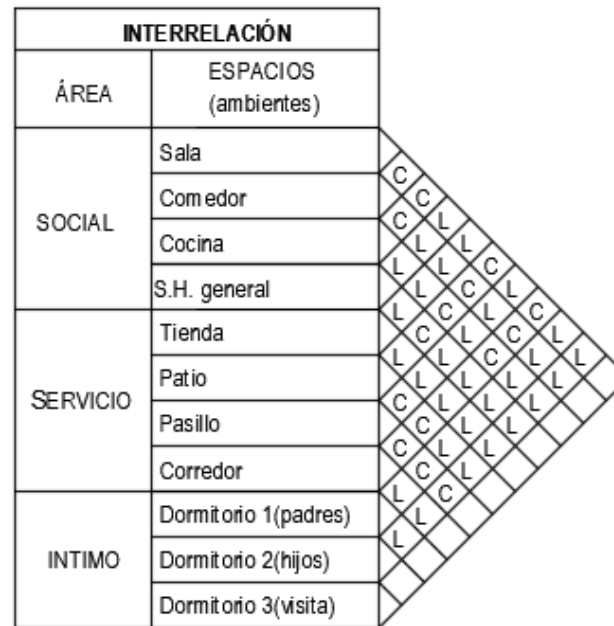 INTERRELACIÓN
ÁREA
ESPACIOS
(ambientes)
SOCIAL
Sala
Comedor
Cocina
S.H. general
SERVICIO
Tienda
Patio
Pasillo
Corredor
INTIMO
Dormitorio 1(padres)
Dormitorio 2(hijos)
Dormitorio 3(visita)
C
C
C L
L L
L L C
L C L
L C L C
C L C L
L L C L L
L L L L
C L L L
C L L
C L L
C L
L C
L
L